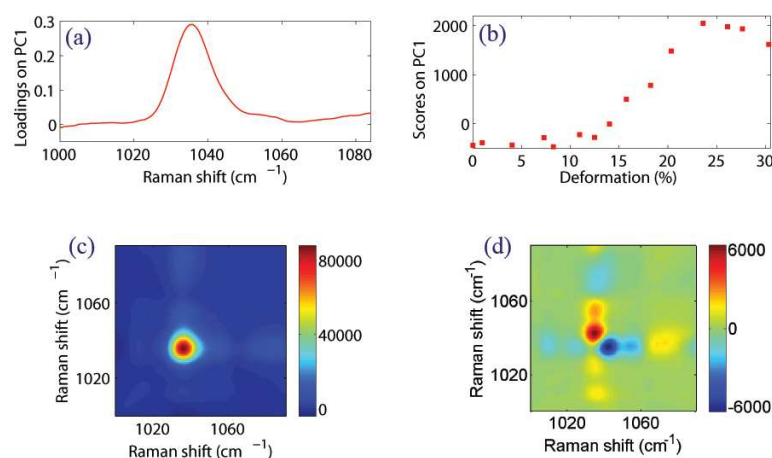 (a)
Loadings on PC1
0.3
0.2
0.1
0
1000 1020 1040 1060 1080
Raman shift (cm −1)
(b)
Scores on PC1
2000
1000
0
0 5 10 15 20 25 30
Deformation (%)
(c)
Raman shift (cm −1)
1060
1020
1020 1060
Raman shift (cm −1)
80000
40000
0
(d)
Raman shift (cm-1)
1060
1020
1020 1060
Raman shift (cm-1)
6000
0
-6000